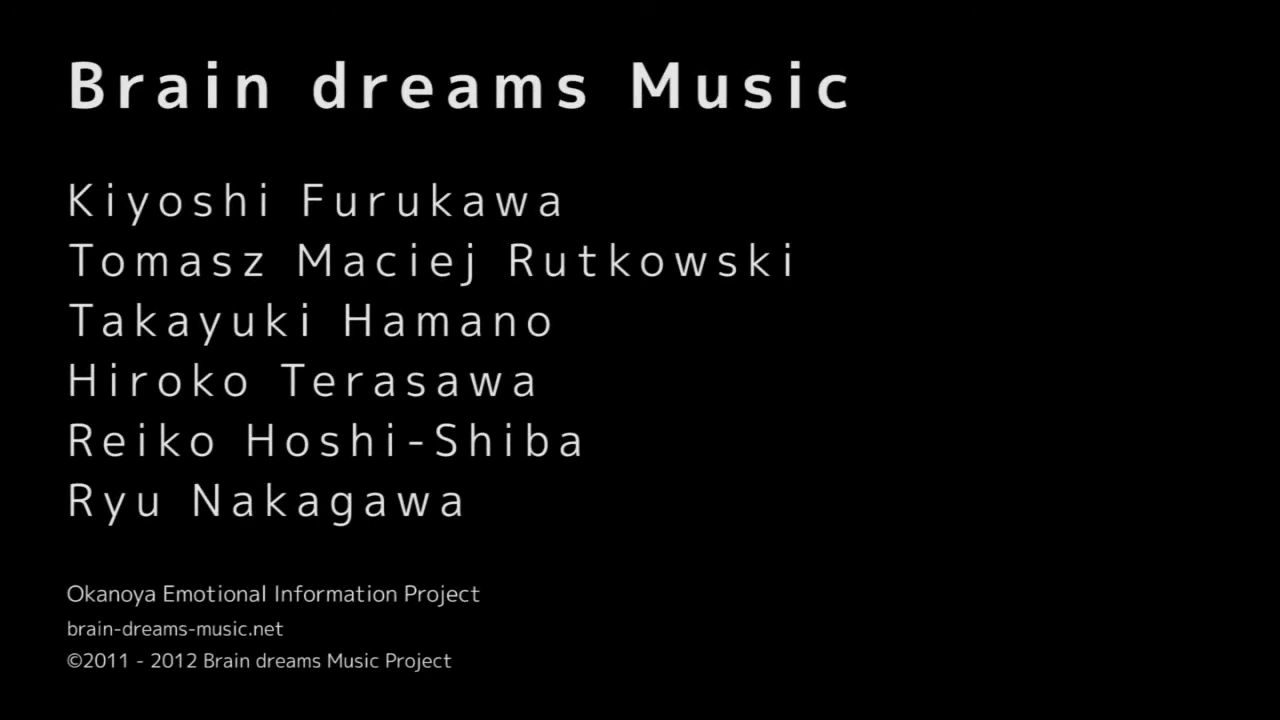 Brain dreams Music
Kiyoshi Furukawa
Tomasz Maciej Rutkowski
Takayuki Hamano
Hiroko Terasawa
Reiko Hoshi-Shiba
Ryu Nakagawa
Okanoya Emotional Information Project
brain-dreams-music.net
©2011 - 2012 Brain dreams Music Project